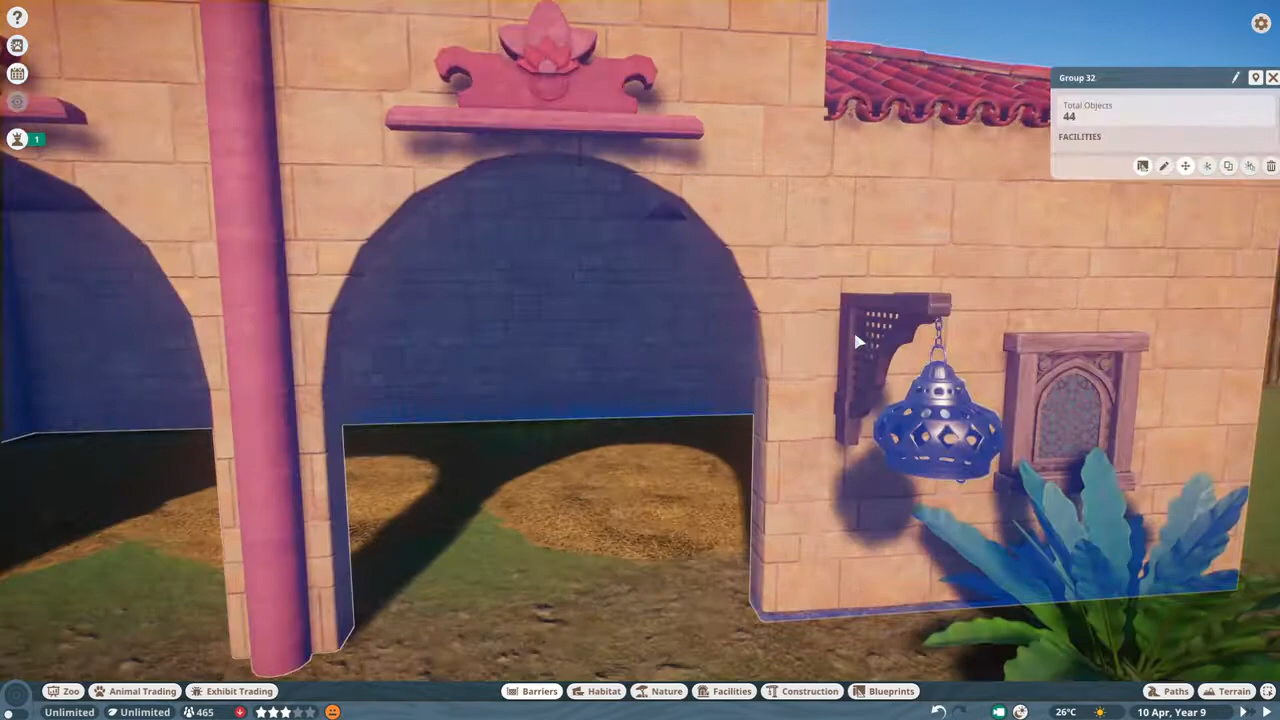 ?
Group 32
Total Objects
44
FACILITIES
1
Zoo
Animal Trading
Exhibit Trading
Barriers
Habitat
Nature
Facilities
Construction
Blueprints
Paths
Terrain
Unlimited
Unlimited
465
26°C
10 Apr, Year 9